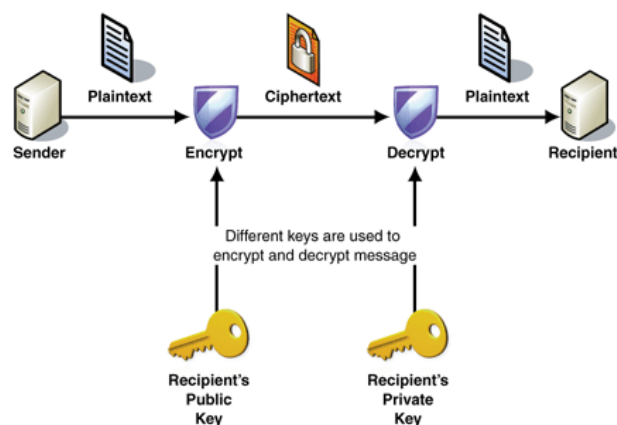 Plaintext
Ciphertext
Plaintext
Sender
Encrypt
Decrypt
Recipient
Different keys are used to
encrypt and decrypt message
Recipient's
Public
Key
Recipient's
Private
Key